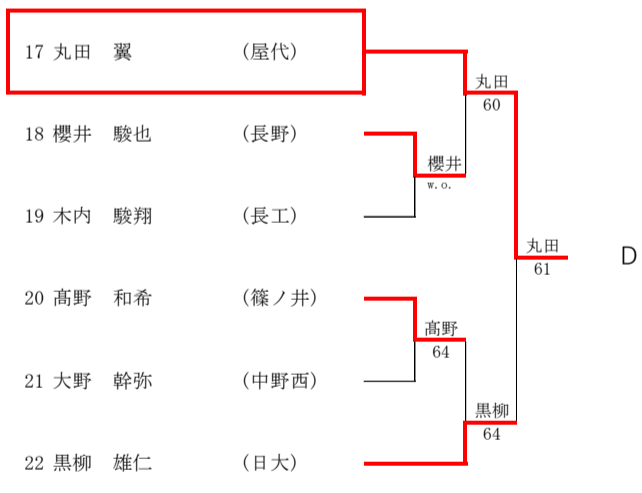 17 丸田　翼　（屋代）
丸田
60
18 櫻井　駿也　（長野）
櫻井
w.o.
19 木内　駿翔　（長工）
丸田
61
D
20 髙野　和希　（篠ノ井）
髙野
64
21 大野　幹弥　（中野西）
黒柳
64
22 黒柳　雄仁　（日大）